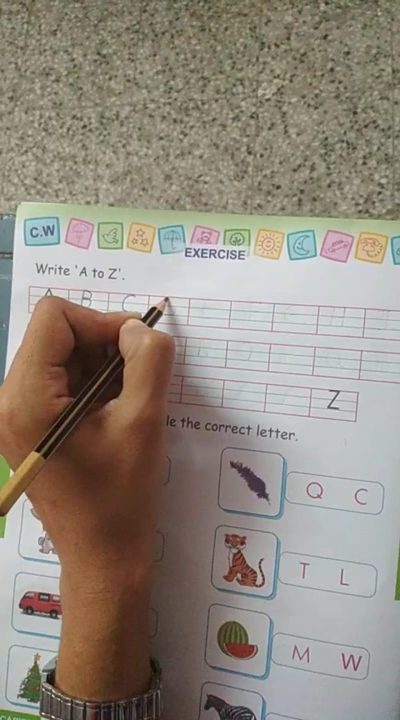 C.W
EXERCISE
Write 'A to Z'.
A B C
Z
le the correct letter.
Q C
T L
M W